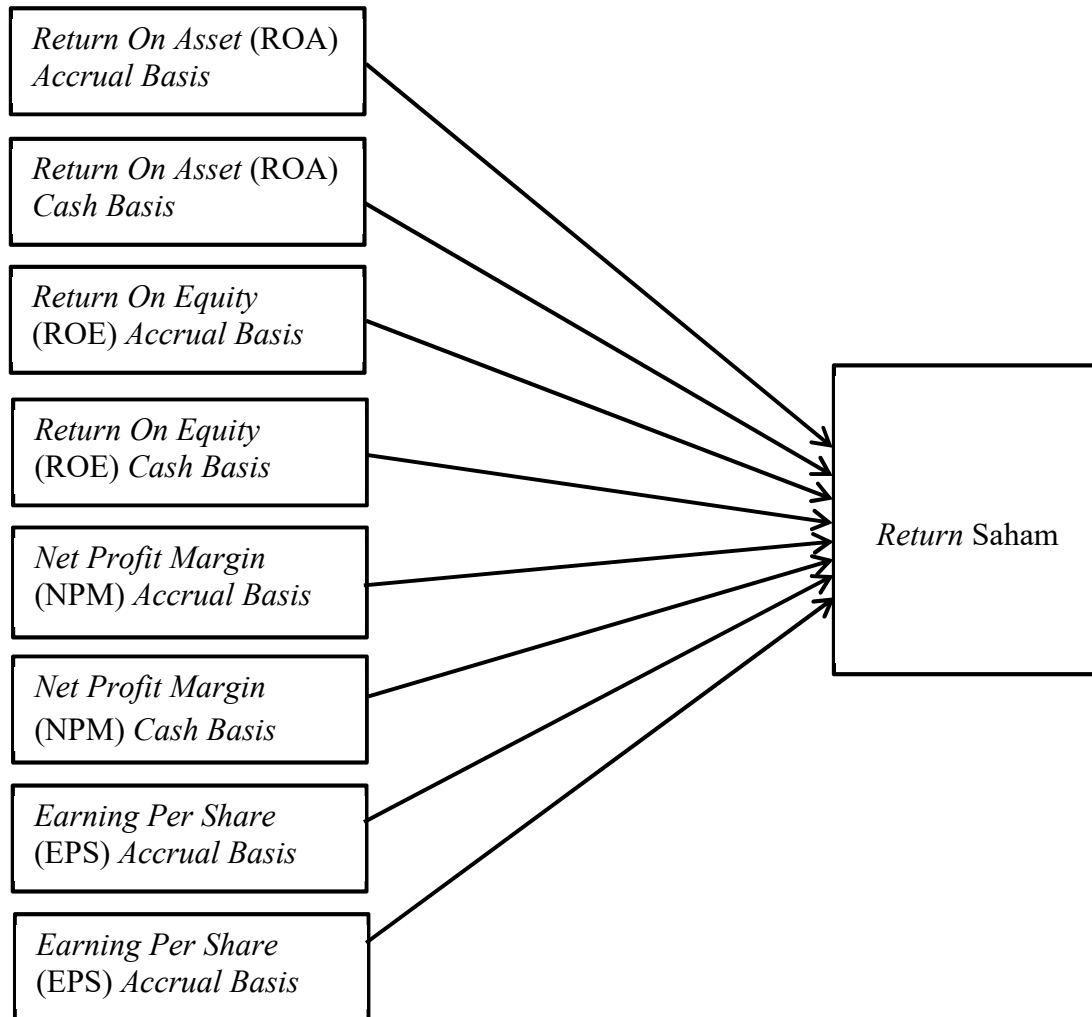 Return On Asset (ROA)
Accrual Basis
Return On Asset (ROA)
Cash Basis
Return On Equity
(ROE) Accrual Basis
Return On Equity
(ROE) Cash Basis
Net Profit Margin
(NPM) Accrual Basis
Net Profit Margin
(NPM) Cash Basis
Earning Per Share
(EPS) Accrual Basis
Earning Per Share
(EPS) Accrual Basis
Return Saham